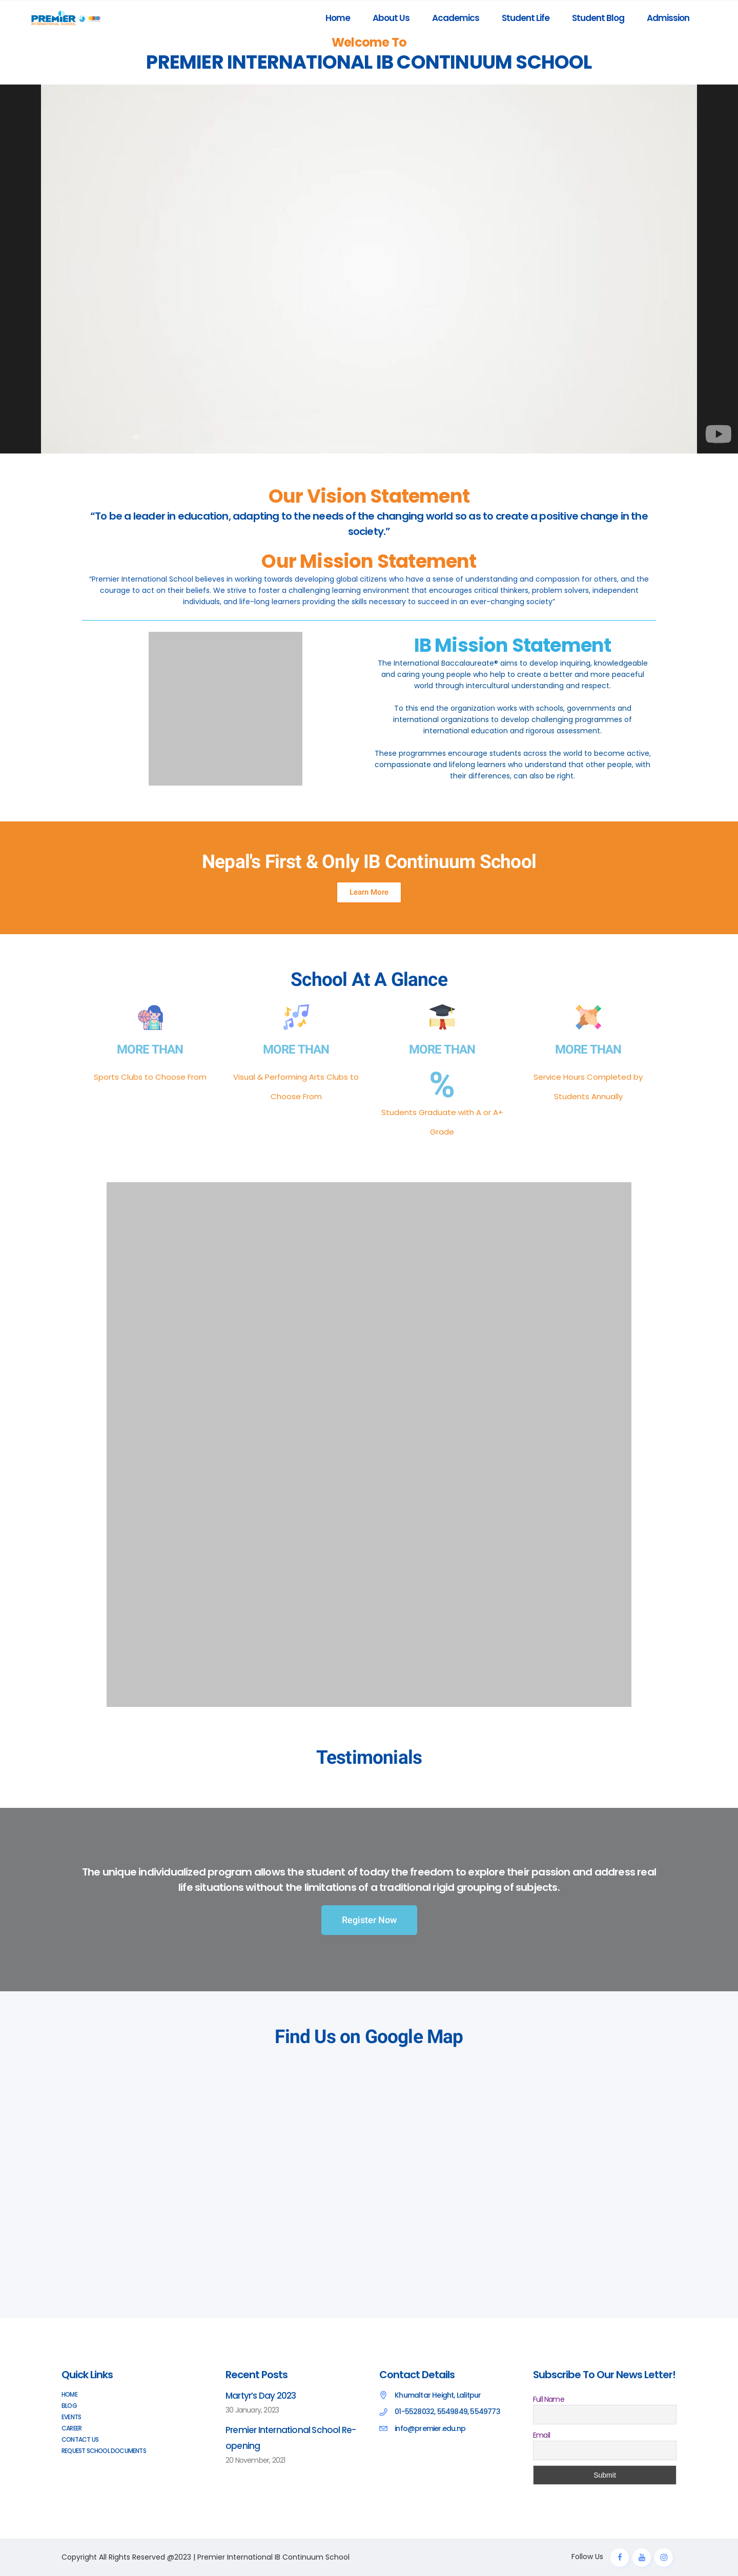 PREMIER
INTERNATIONAL SCHOOL
Home
About Us
Academics
Student Life
Student Blog
Admission
Welcome To
PREMIER INTERNATIONAL IB CONTINUUM SCHOOL
Our Vision Statement
“To be a leader in education, adapting to the needs of the changing world so as to create a positive change in the
society.”
Our Mission Statement
“Premier International School believes in working towards developing global citizens who have a sense of understanding and compassion for others, and the
courage to act on their beliefs. We strive to foster a challenging learning environment that encourages critical thinkers, problem solvers, independent
individuals, and life-long learners providing the skills necessary to succeed in an ever-changing society”
IB Mission Statement
The International Baccalaureate® aims to develop inquiring, knowledgeable
and caring young people who help to create a better and more peaceful
world through intercultural understanding and respect.
To this end the organization works with schools, governments and
international organizations to develop challenging programmes of
international education and rigorous assessment.
These programmes encourage students across the world to become active,
compassionate and lifelong learners who understand that other people, with
their differences, can also be right.
Nepal's First & Only IB Continuum School
Learn More
School At A Glance
MORE THAN
Sports Clubs to Choose From
MORE THAN
Visual & Performing Arts Clubs to
Choose From
MORE THAN
%
Students Graduate with A or A+
Grade
MORE THAN
Service Hours Completed by
Students Annually
Testimonials
The unique individualized program allows the student of today the freedom to explore their passion and address real
life situations without the limitations of a traditional rigid grouping of subjects.
Register Now
Find Us on Google Map
Quick Links
HOME
BLOG
EVENTS
CAREER
CONTACT US
REQUEST SCHOOL DOCUMENTS
Recent Posts
Martyr’s Day 2023
30 January, 2023
Premier International School Re-
opening
20 November, 2021
Contact Details
Khumaltar Height, Lalitpur
01-5528032, 5549849, 5549773
info@premier.edu.np
Subscribe To Our News Letter!
Full Name
Email
Submit
Copyright All Rights Reserved @2023 | Premier International IB Continuum School
Follow Us